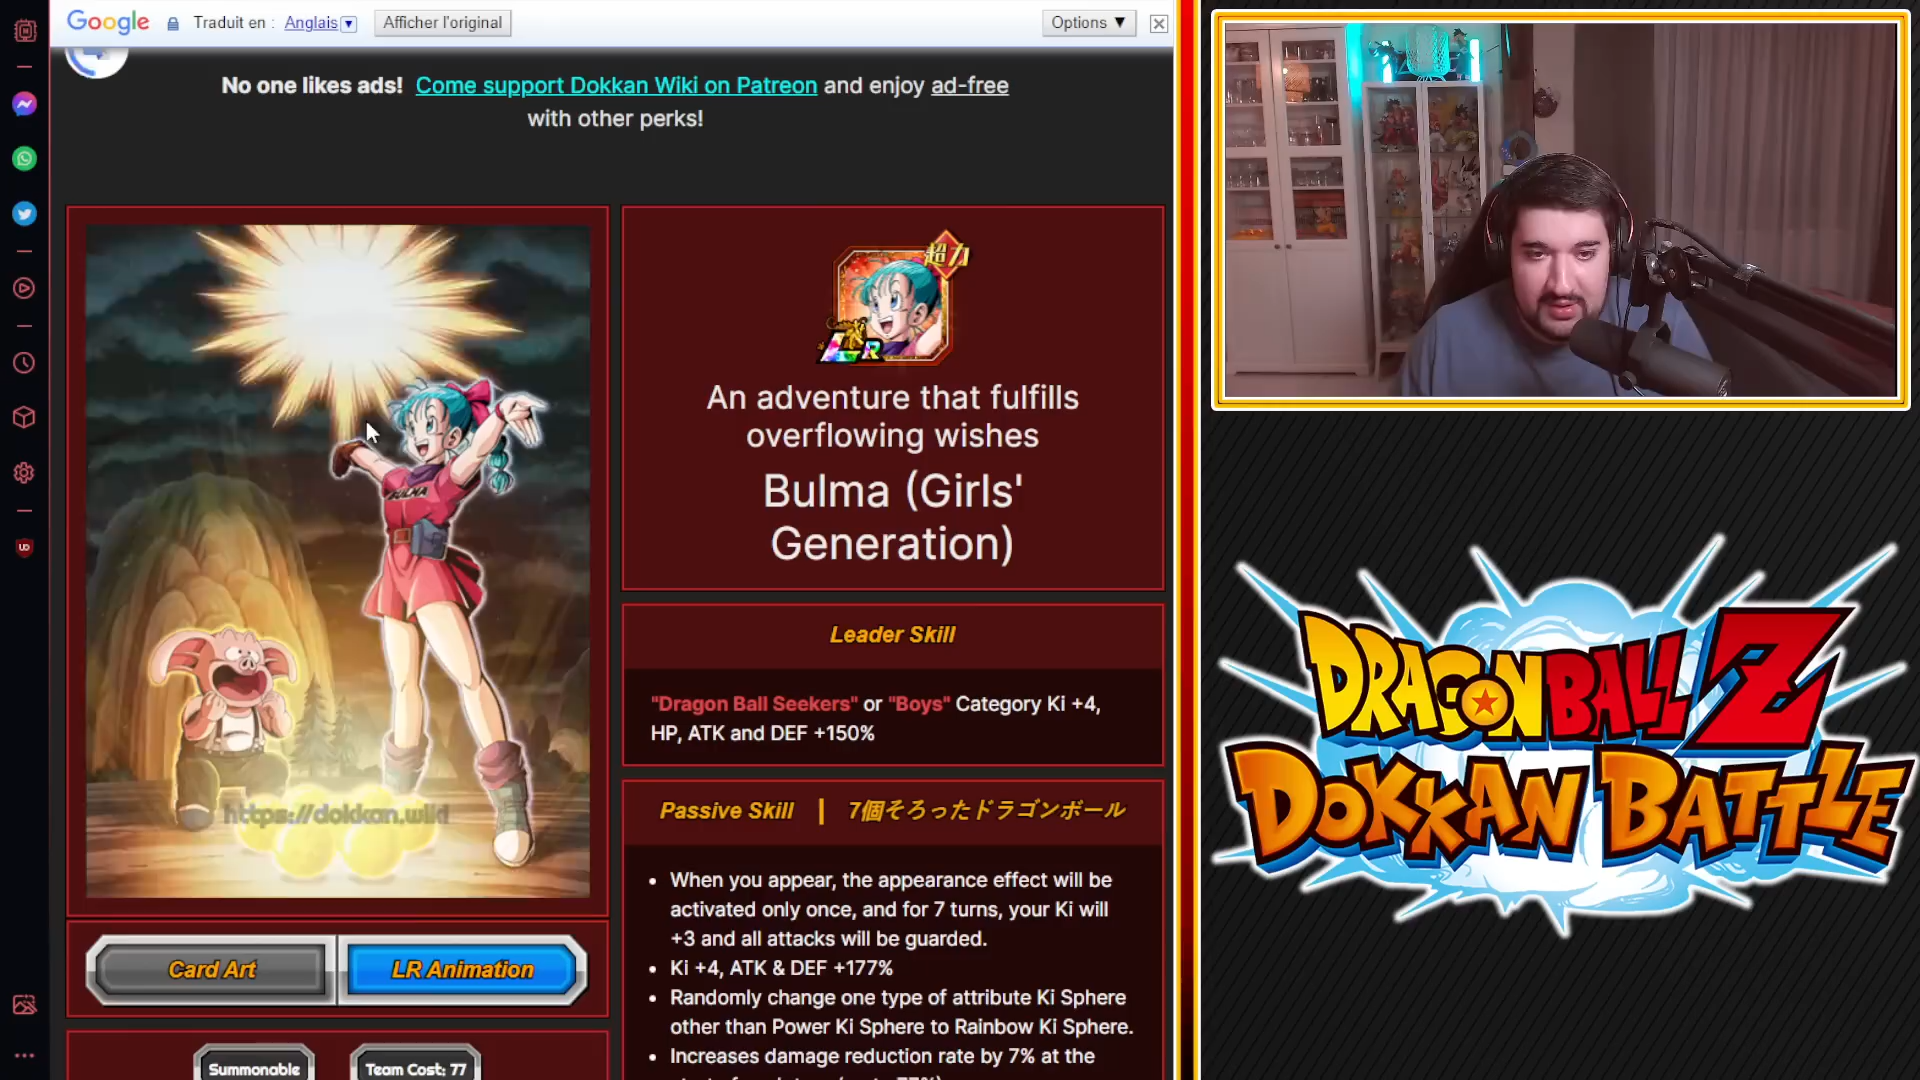 Google Traduit en : Anglais ▼ Afficher l'original Options ▼
No one likes ads! Come support Dokkan Wiki on Patreon and enjoy ad-free
with other perks!
超力
LR
An adventure that fulfills
overflowing wishes
Bulma (Girls'
Generation)
BULMA
https://dokkan.wiki
Card Art LR Animation
Summonable Team Cost: 77
Leader Skill
"Dragon Ball Seekers" or "Boys" Category Ki +4,
HP, ATK and DEF +150%
Passive Skill | 7個そろったドラゴンボール
• When you appear, the appearance effect will be
activated only once, and for 7 turns, your Ki will
+3 and all attacks will be guarded.
• Ki +4, ATK & DEF +177%
• Randomly change one type of attribute Ki Sphere
other than Power Ki Sphere to Rainbow Ki Sphere.
• Increases damage reduction rate by 7% at the
DRAGON BALL Z
DOKKAN BATTLE
UD